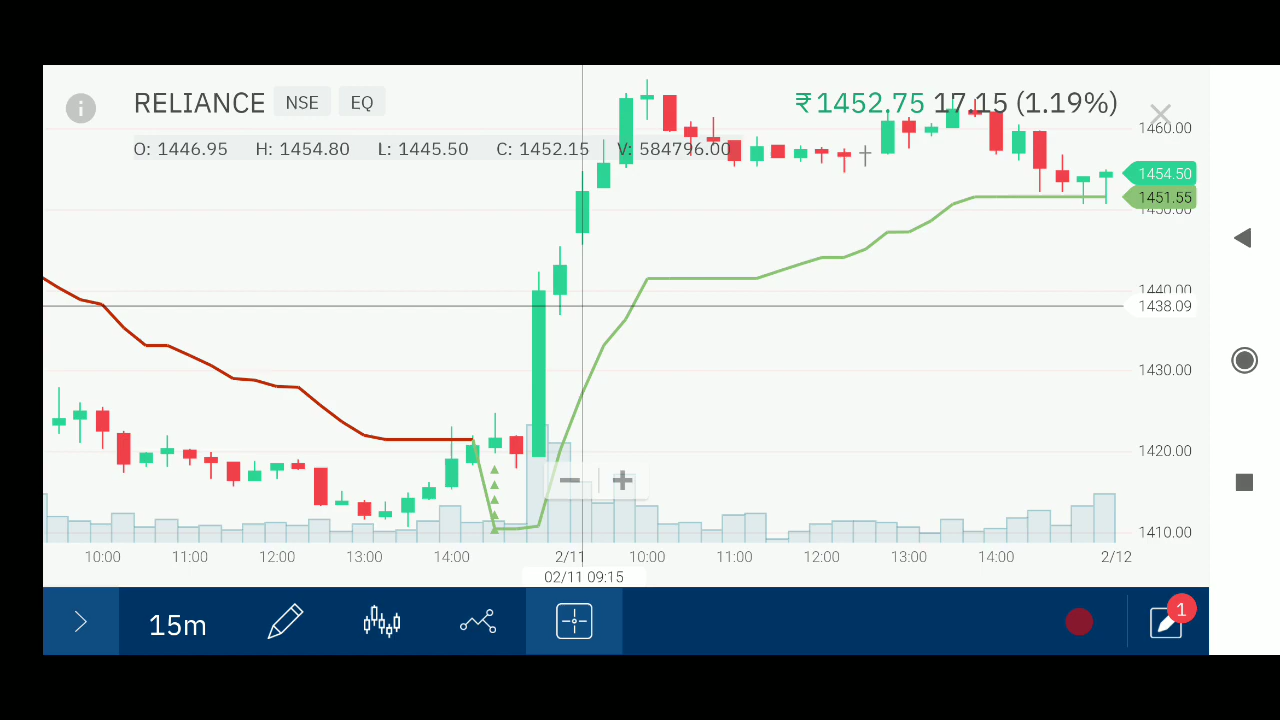 RELIANCE NSE EQ ₹1452.75 17.15 (1.19%)
O: 1446.95 H: 1454.80 L: 1445.50 C: 1452.15 V: 584796.00
1460.00
1454.50
1451.55
1450.00
1440.00
1438.09
1430.00
1420.00
1410.00
10:00 11:00 12:00 13:00 14:00 2/11 10:00 11:00 12:00 13:00 14:00 2/12
02/11 09:15
15m
1